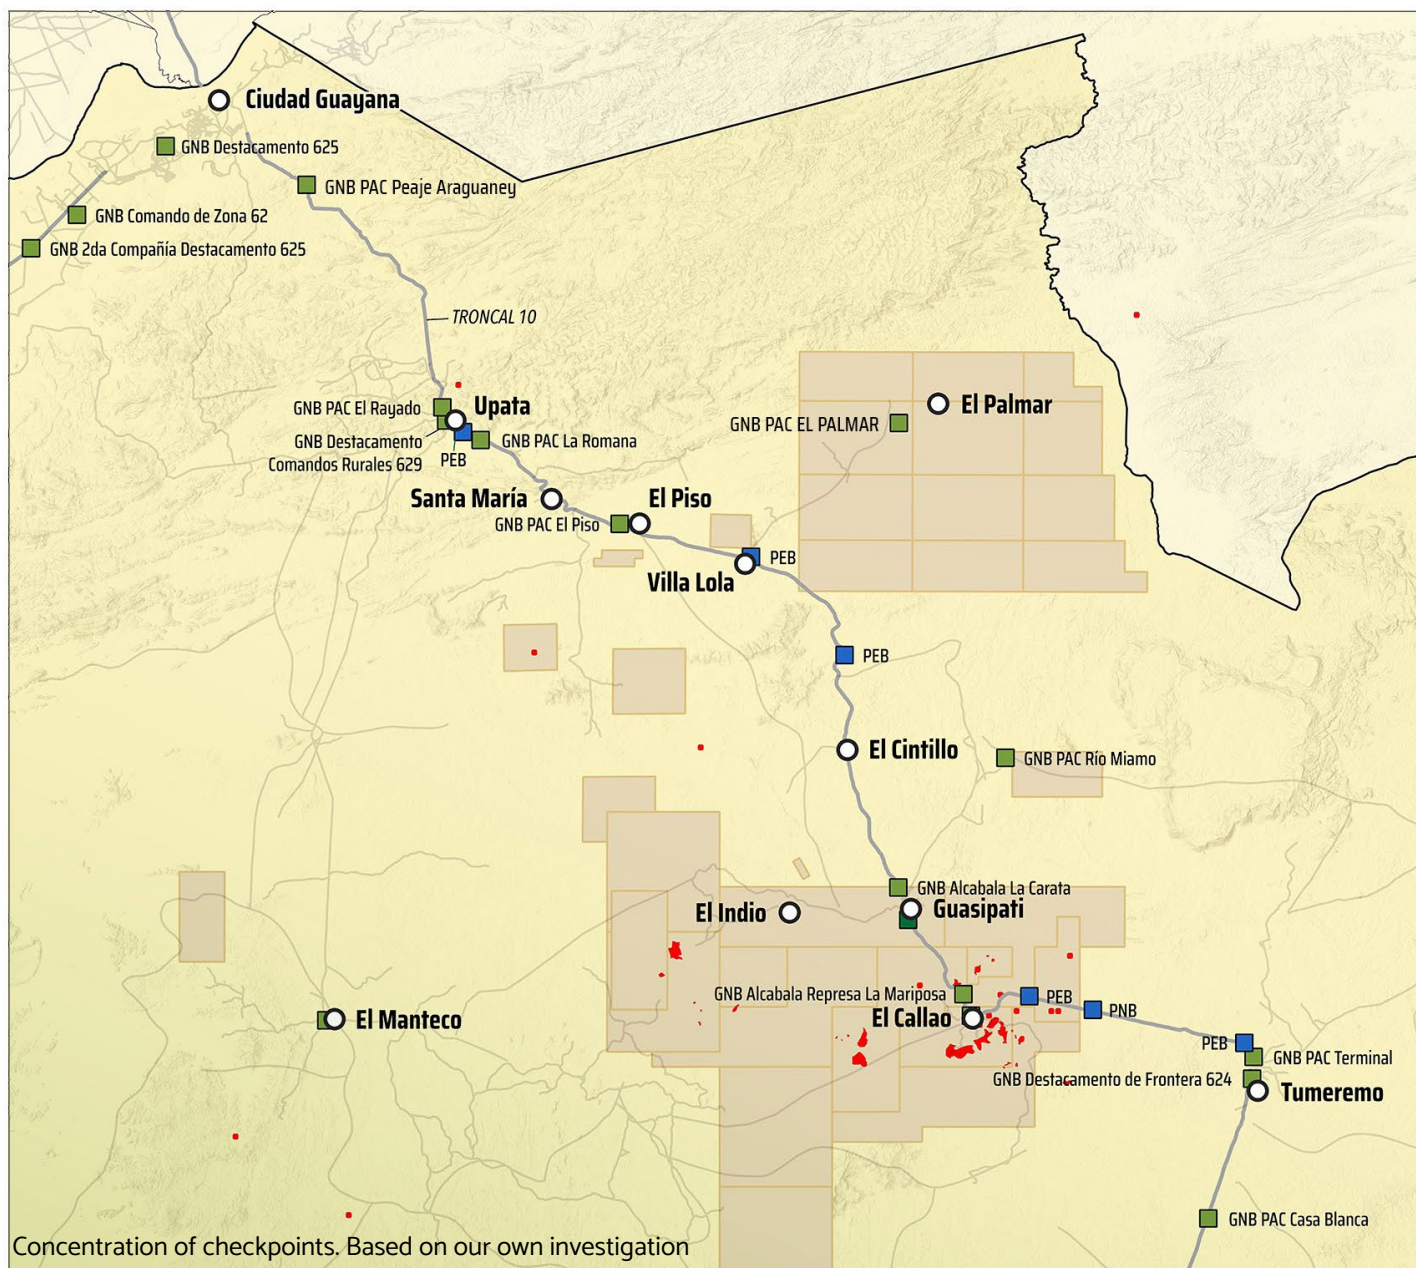 Ciudad Guayana
GNB Destacamento 625
GNB PAC Peaje Araguaney
GNB Comando de Zona 62
GNB 2da Compañía Destacamento 625
TRONCAL 10
GNB PAC El Rayado
Upata
El Palmar
GNB PAC EL PALMAR
GNB Destacamento
Comandos Rurales 629
PEB
GNB PAC La Romana
Santa María
El Piso
GNB PAC El Piso
PEB
Villa Lola
PEB
El Cintillo
GNB PAC Río Miamo
GNB Alcabala La Carata
El Indio
Guasipati
GNB Alcabala Represa La Mariposa
PEB
PNB
El Callao
El Manteco
PEB
GNB PAC Terminal
GNB Destacamento de Frontera 624
Tumeremo
GNB PAC Casa Blanca
Concentration of checkpoints. Based on our own investigation